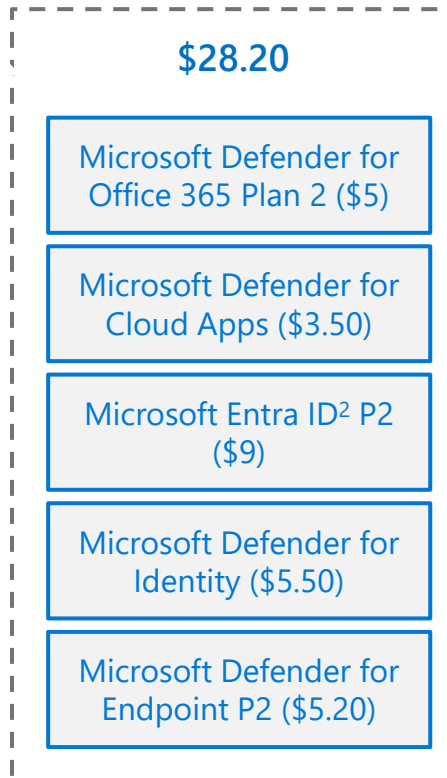 $28.20
Microsoft Defender for
Office 365 Plan 2 ($5)
Microsoft Defender for
Cloud Apps ($3.50)
Microsoft Entra ID² P2
($9)
Microsoft Defender for
Identity ($5.50)
Microsoft Defender for
Endpoint P2 ($5.20)